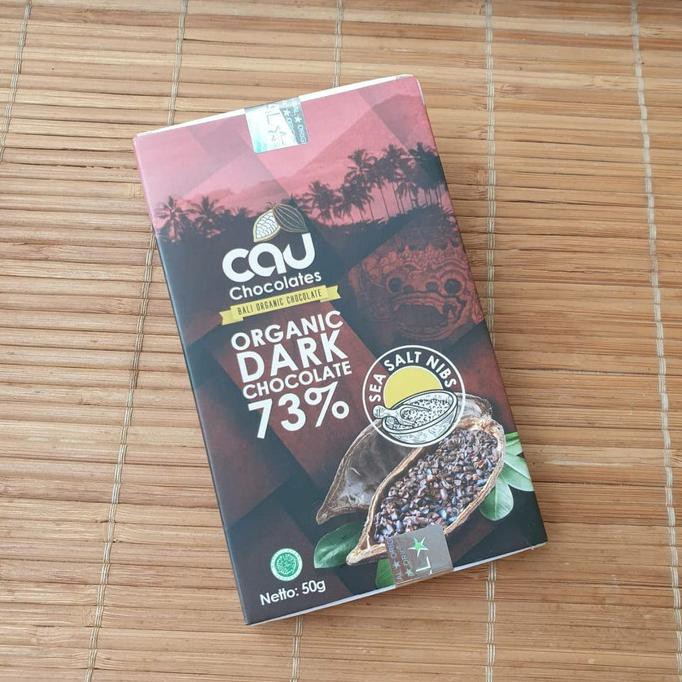 cau
Chocolates
BALI ORGANIC CHOCOLATE
ORGANIC
DARK
CHOCOLATE
73%
SEA SALT NIBS
Netto: 50g